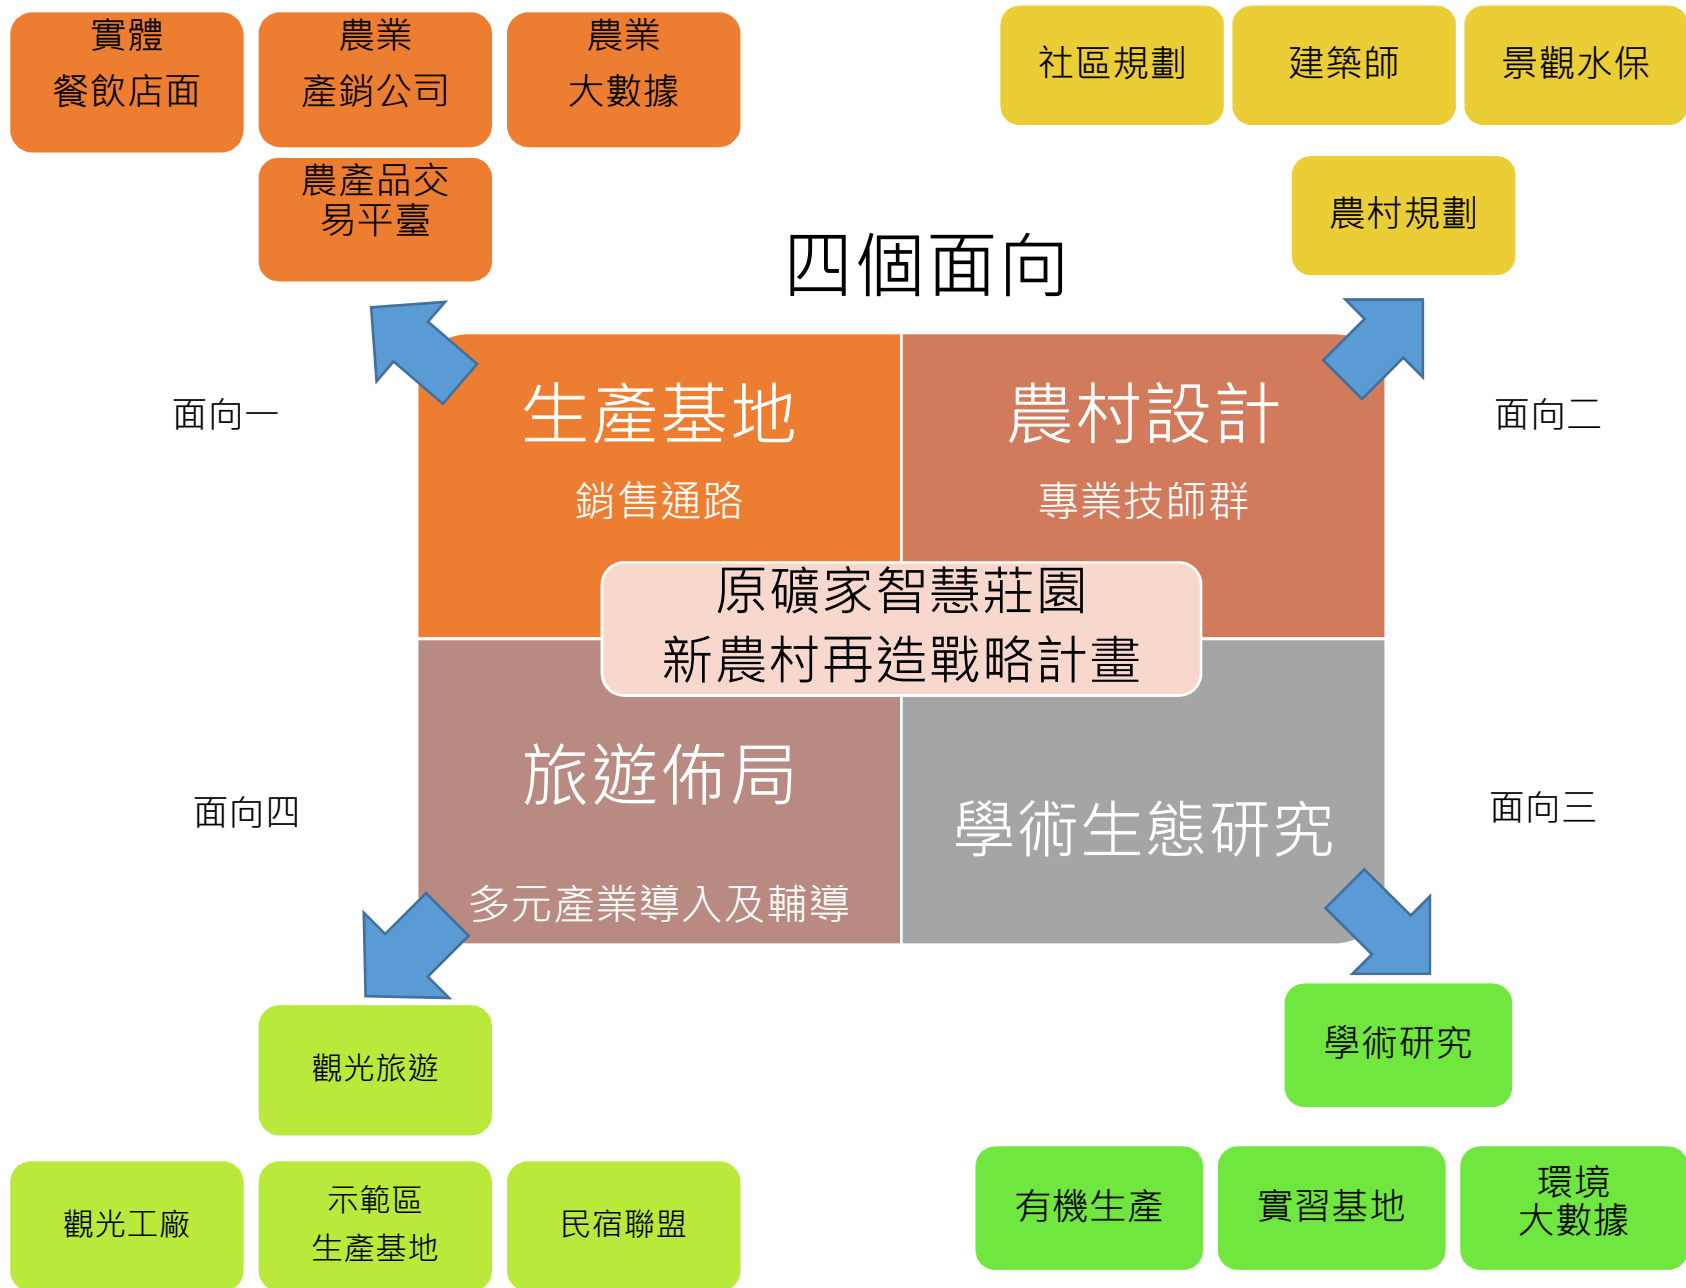 實體
餐飲店面
農業
產銷公司
農業
大數據
農產品交
易平臺
社區規劃
建築師
景觀水保
農村規劃
四個面向
面向一
面向二
生產基地
銷售通路
農村設計
專業技師群
原礦家智慧莊園
新農村再造戰略計畫
旅遊佈局
多元產業導入及輔導
學術生態研究
面向四
面向三
觀光旅遊
觀光工廠
示範區
生產基地
民宿聯盟
學術研究
有機生產
實習基地
環境
大數據